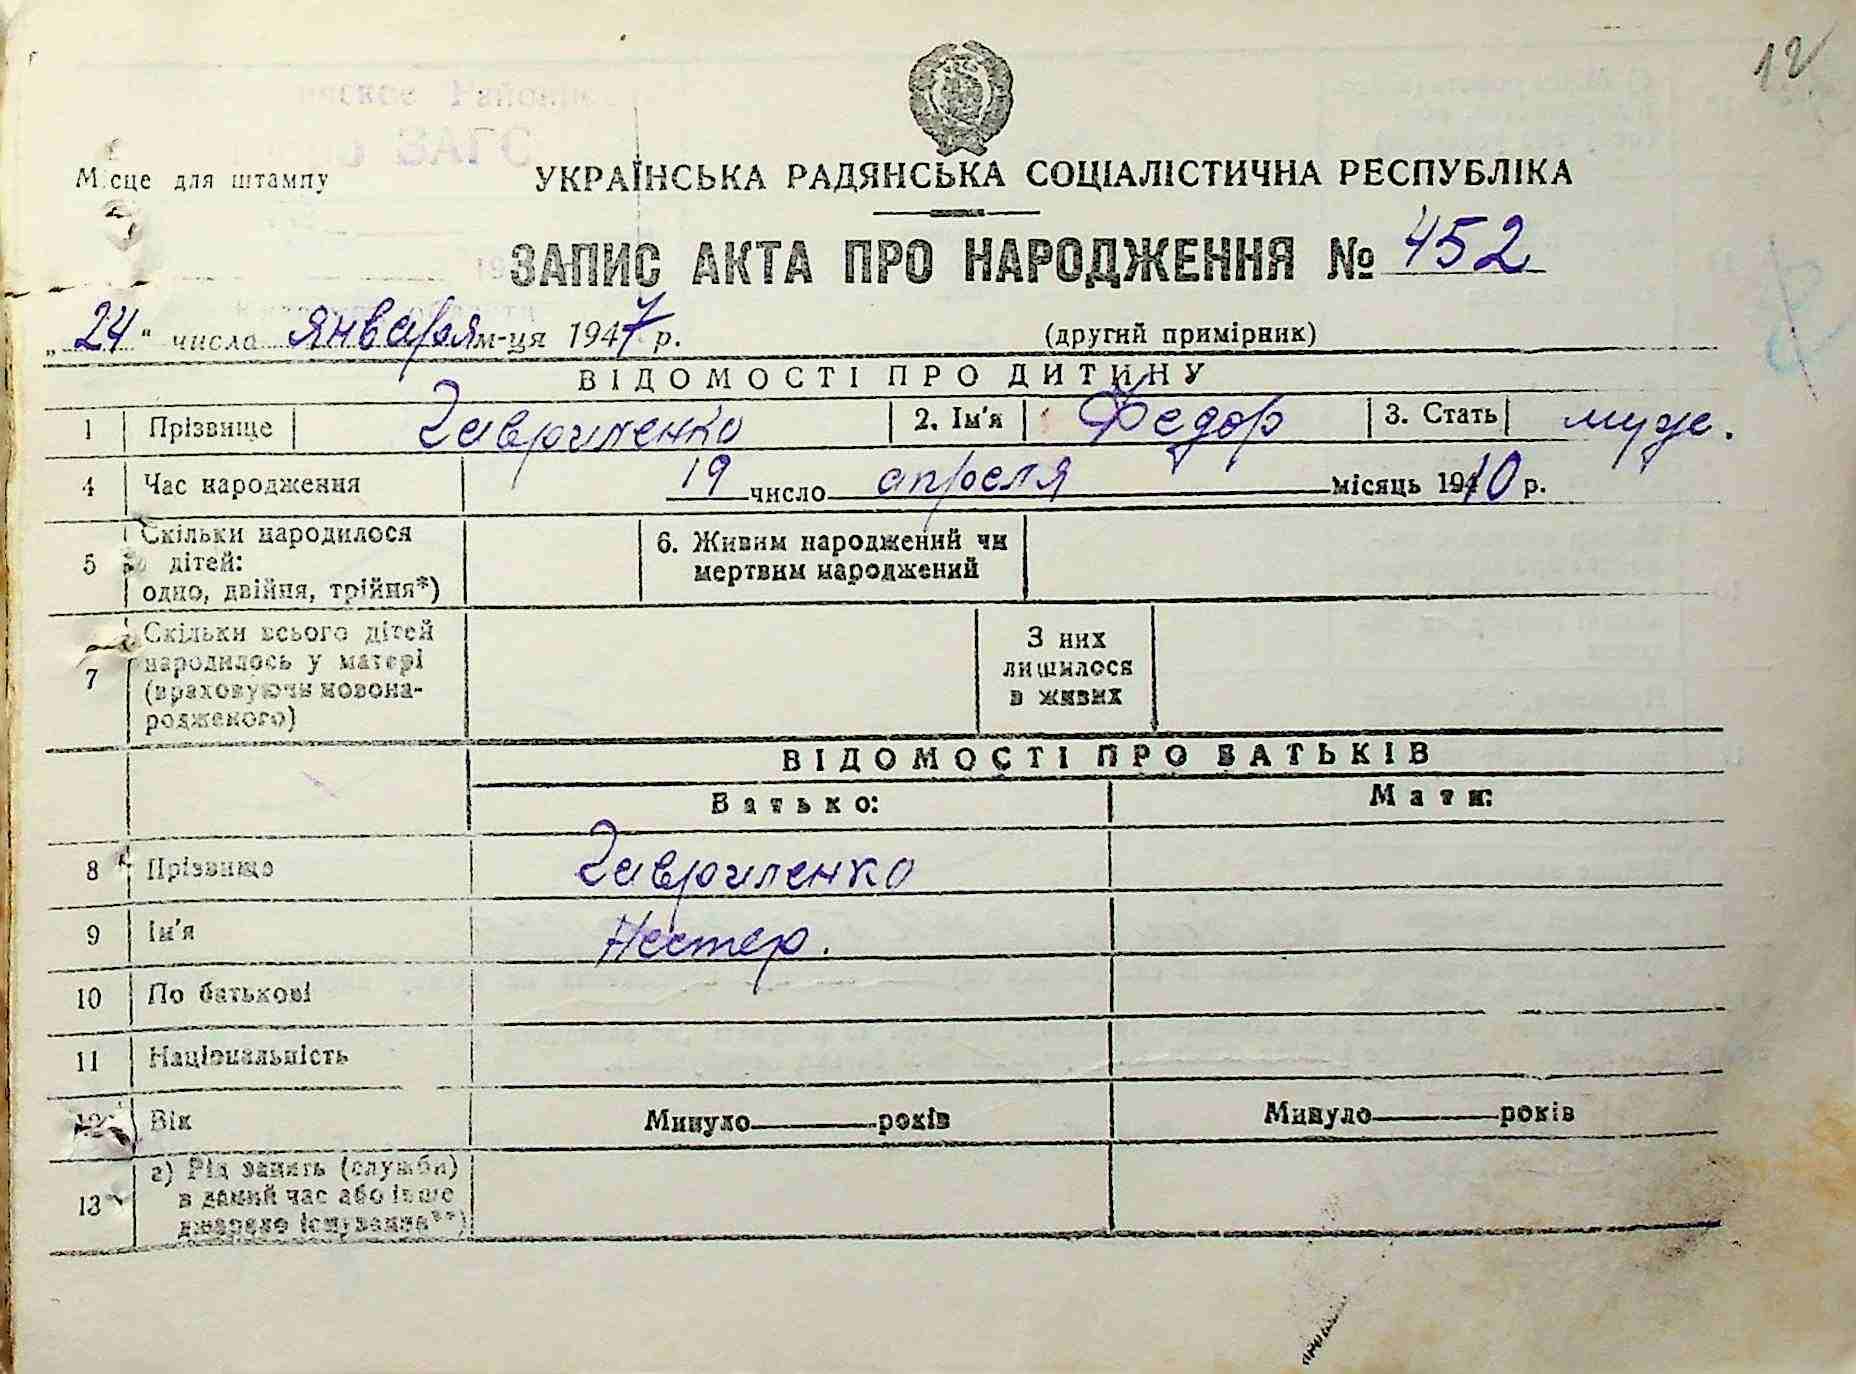 12
Місце для штампу
УКРАЇНСЬКА РАДЯНСЬКА СОЦІАЛІСТИЧНА РЕСПУБЛІКА
ЗАПИС АКТА ПРО НАРОДЖЕННЯ № 452
„24“ числа января м-ця 1947 р. (другий примірник)
ВІДОМОСТІ ПРО ДИТИНУ
1 Прізвище Гавриленко 2. Ім'я Федор 3. Стать муж.
4 Час народження 19 число апреля місяць 1910 р.
5 Скільки народилося дітей: одно, двійня, трійня*) 6. Живим народжений чи мертвим народжений
7 Скільки всього дітей народилось у матері (враховуючи новонародженого) З них лишилося в живих
ВІДОМОСТІ ПРО БАТЬКІВ
Батько: Мати:
8 Прізвище Гавриленко
9 Ім'я Нестер.
10 По батькові
11 Національність
12 Вік Минуло років Минуло років
13 а) Рід занять (служби) в даний час або інше джерело існування**)